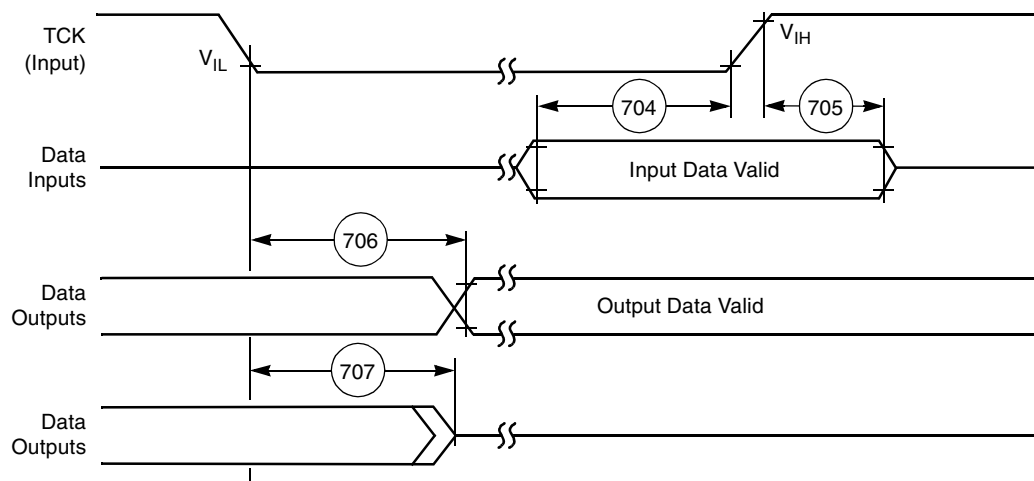 TCK
(Input)
VIL
VIH
704
705
Data
Inputs
Input Data Valid
706
Data
Outputs
Output Data Valid
707
Data
Outputs